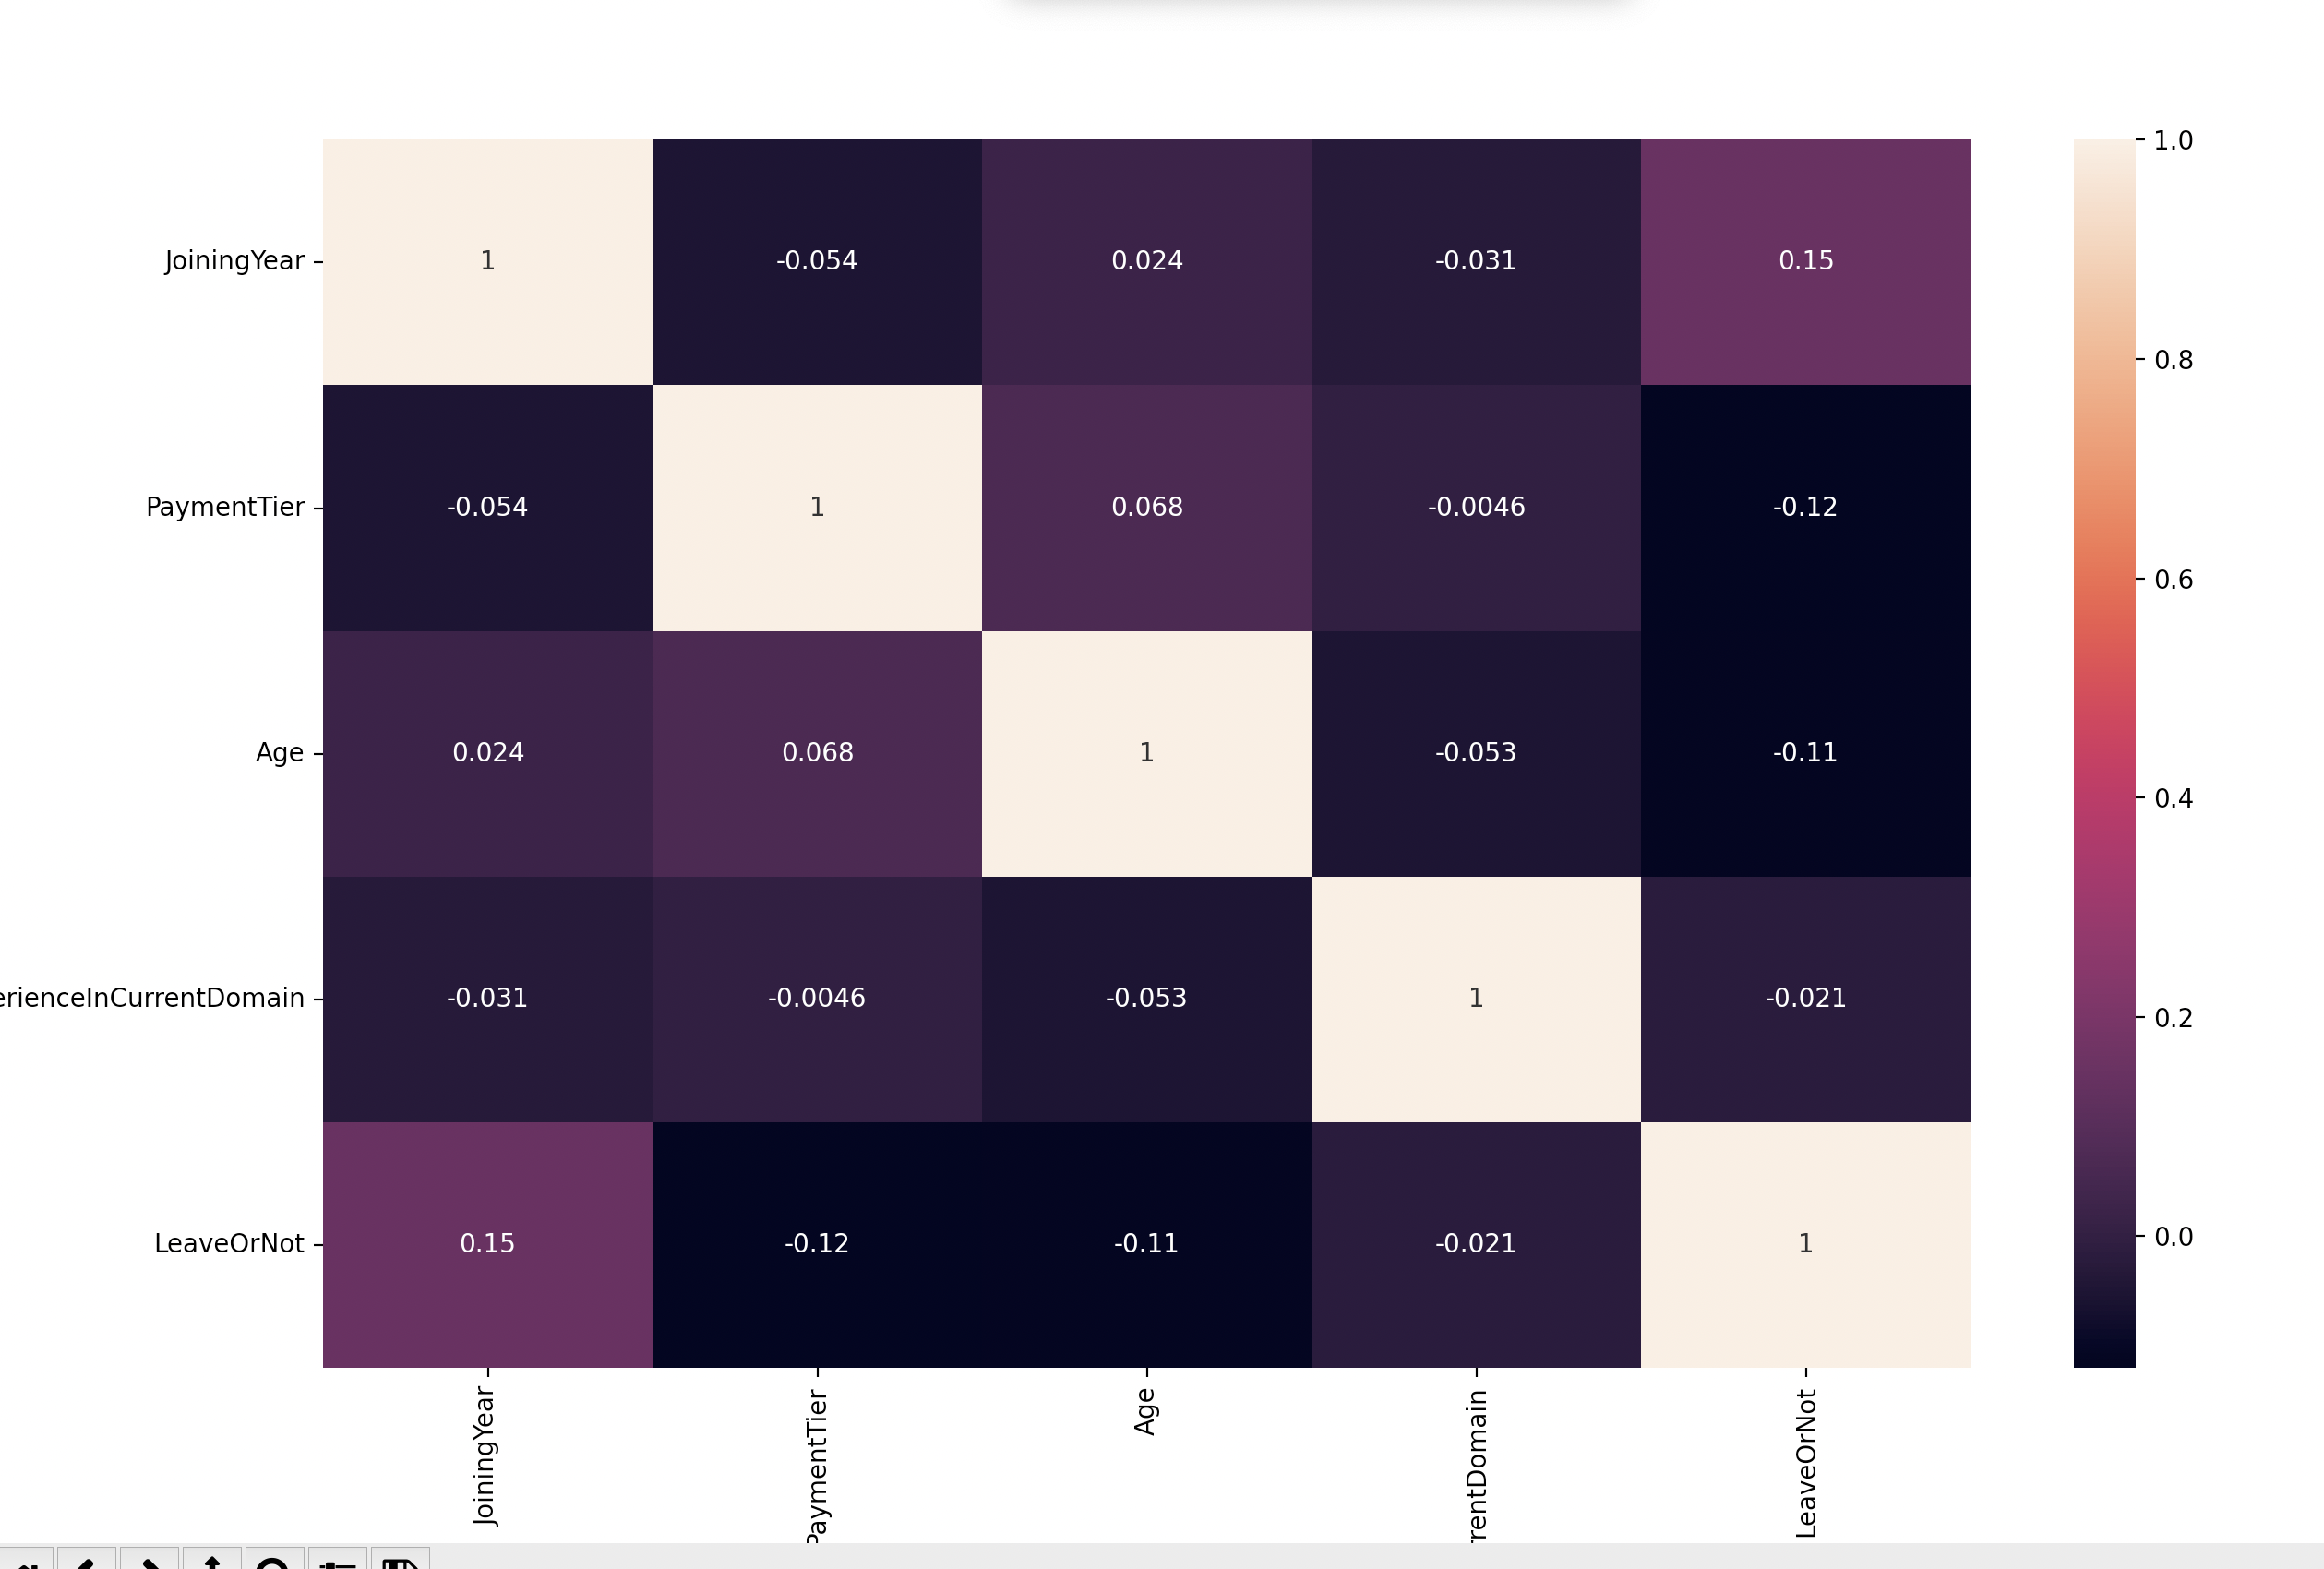 1.0
JoiningYear 1 -0.054 0.024 -0.031 0.15
0.8
PaymentTier -0.054 1 0.068 -0.0046 -0.12
0.6
Age 0.024 0.068 1 -0.053 -0.11
0.4
erienceInCurrentDomain -0.031 -0.0046 -0.053 1 -0.021
0.2
LeaveOrNot 0.15 -0.12 -0.11 -0.021 1
0.0
JoiningYear
PaymentTier
Age
rrentDomain
LeaveOrNot